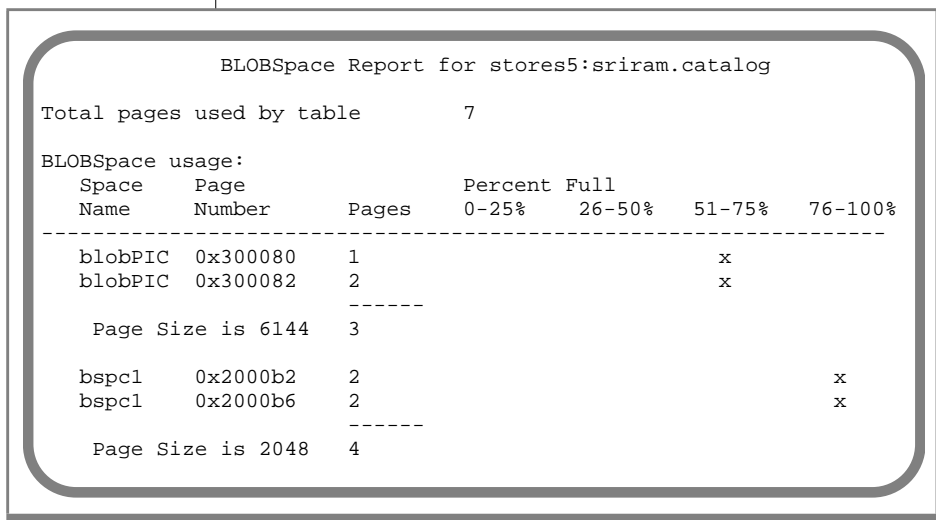 BLOBSpace Report for stores5:sriram.catalog
Total pages used by table 7
BLOBSpace usage:
Space Page Percent Full
Name Number Pages 0-25% 26-50% 51-75% 76-100%
------------------------------------------------------------------
blobPIC 0x300080 1 x
blobPIC 0x300082 2 x
------
Page Size is 6144 3
bspc1 0x2000b2 2 x
bspc1 0x2000b6 2 x
------
Page Size is 2048 4